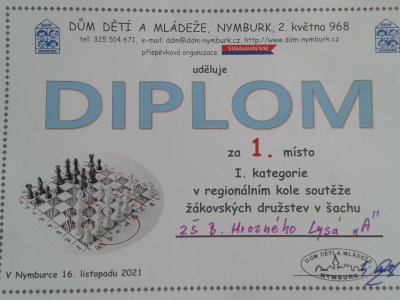 DŮM DĚTÍ A MLÁDEŽE, NYMBURK, 2. května 968
tel: 325 514 671, e-mail: ddm@ddm-nymburk.cz, http://www.ddm-nymburk.cz
příspěvková organizace Středočeský kraj
uděluje
DIPLOM
za 1. místo
I. kategorie
v regionálním kole soutěže
žákovských družstev v šachu
ZŠ B. Hrozného Lysá „A"
DŮM DĚTÍ A MLÁDEŽE
NYMBURK
V Nymburce 16. listopadu 2021